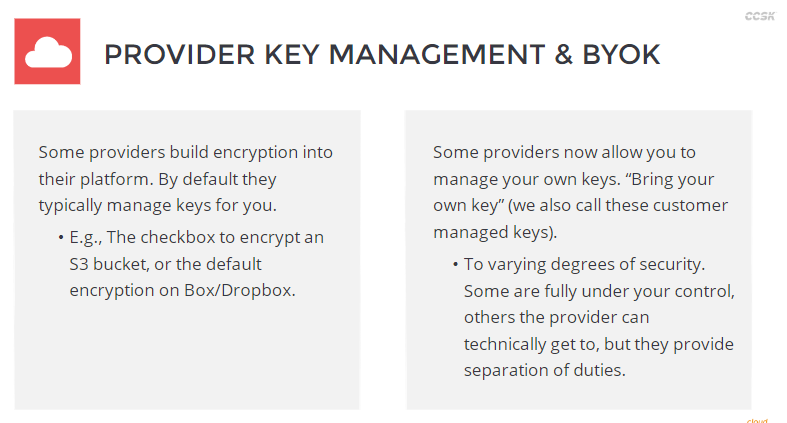 CCSK
PROVIDER KEY MANAGEMENT & BYOK
Some providers build encryption into
their platform. By default they
typically manage keys for you.
• E.g., The checkbox to encrypt an
S3 bucket, or the default
encryption on Box/Dropbox.
Some providers now allow you to
manage your own keys. “Bring your
own key” (we also call these customer
managed keys).
• To varying degrees of security.
Some are fully under your control,
others the provider can
technically get to, but they provide
separation of duties.
cloud